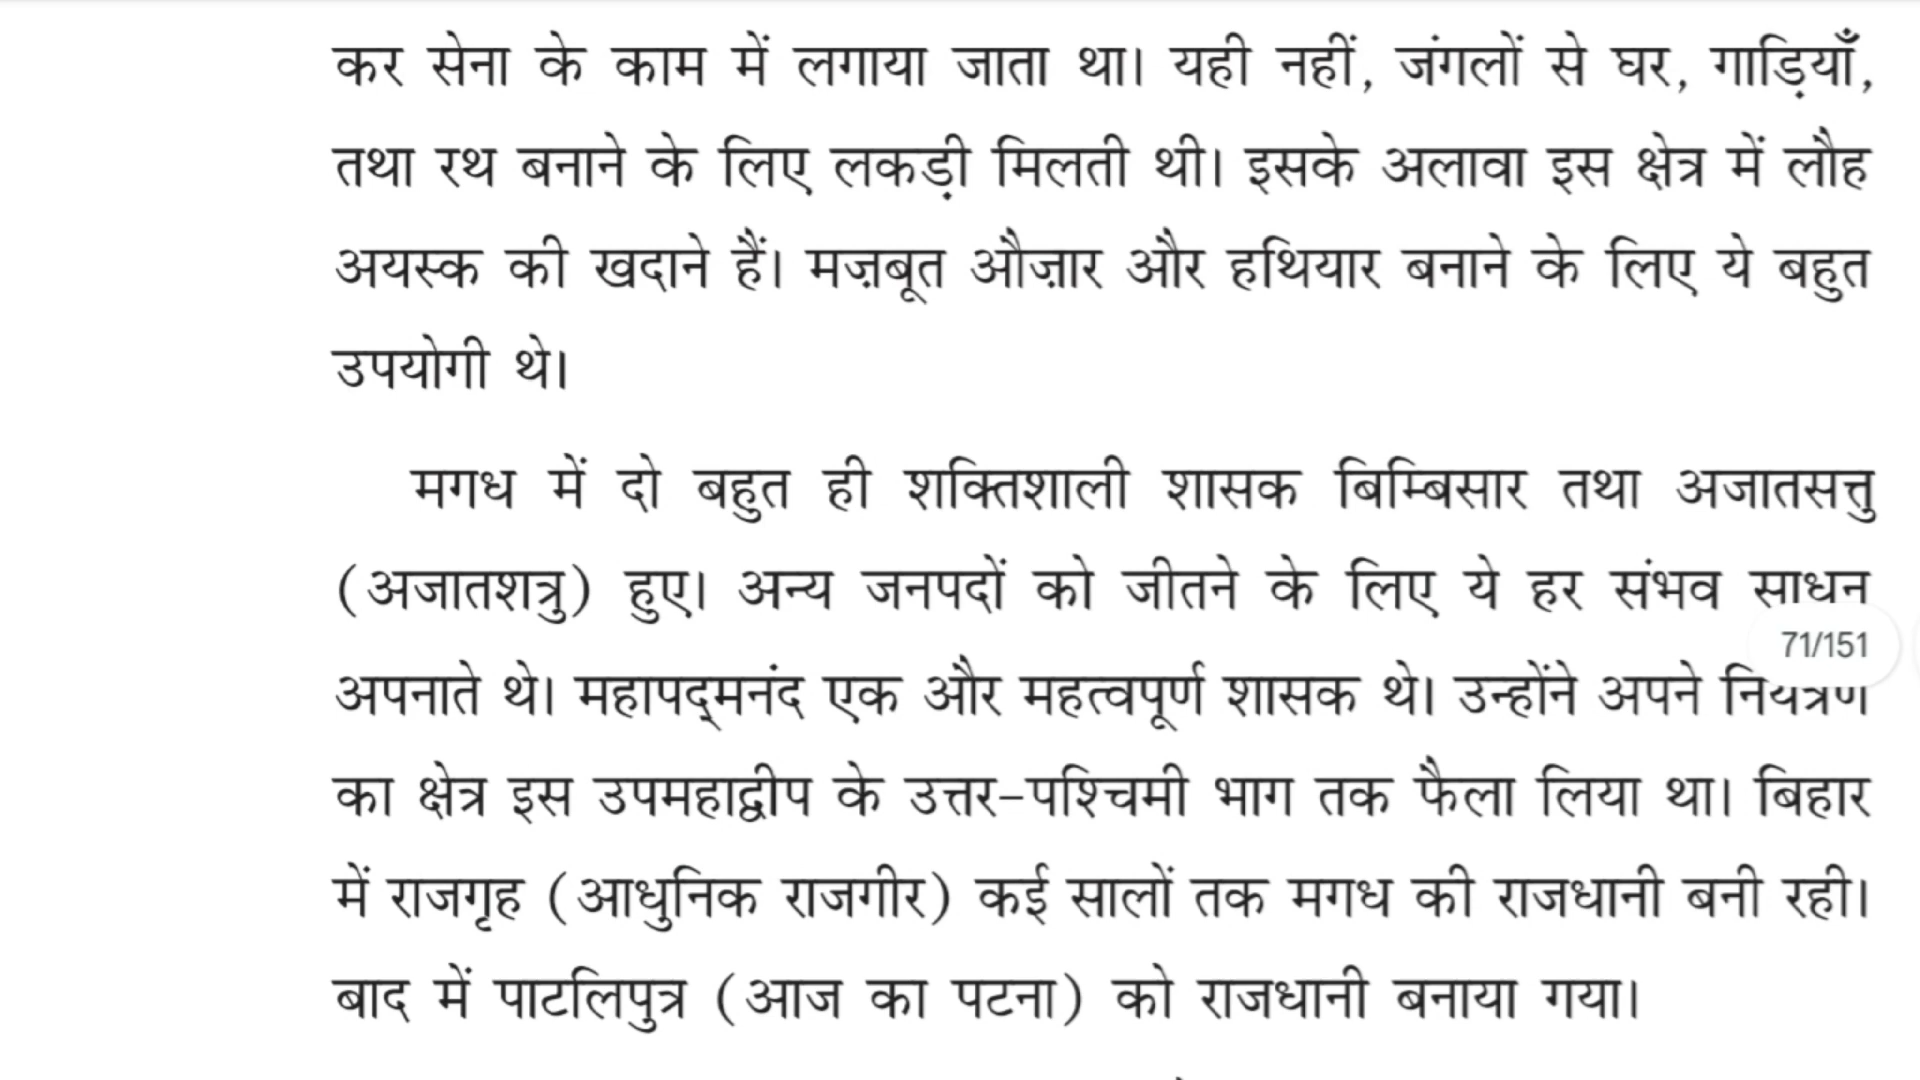 कर सेना के काम में लगाया जाता था। यही नहीं, जंगलों से घर, गाड़ियाँ,
तथा रथ बनाने के लिए लकड़ी मिलती थी। इसके अलावा इस क्षेत्र में लौह
अयस्क की खदाने हैं। मज़बूत औज़ार और हथियार बनाने के लिए ये बहुत
उपयोगी थे।
मगध में दो बहुत ही शक्तिशाली शासक बिम्बिसार तथा अजातसत्तु
(अजातशत्रु) हुए। अन्य जनपदों को जीतने के लिए ये हर संभव साधन
71/151
अपनाते थे। महापद्मनंद एक और महत्वपूर्ण शासक थे। उन्होंने अपने नियंत्रण
का क्षेत्र इस उपमहाद्वीप के उत्तर-पश्चिमी भाग तक फैला लिया था। बिहार
में राजगृह (आधुनिक राजगीर) कई सालों तक मगध की राजधानी बनी रही।
बाद में पाटलिपुत्र (आज का पटना) को राजधानी बनाया गया।